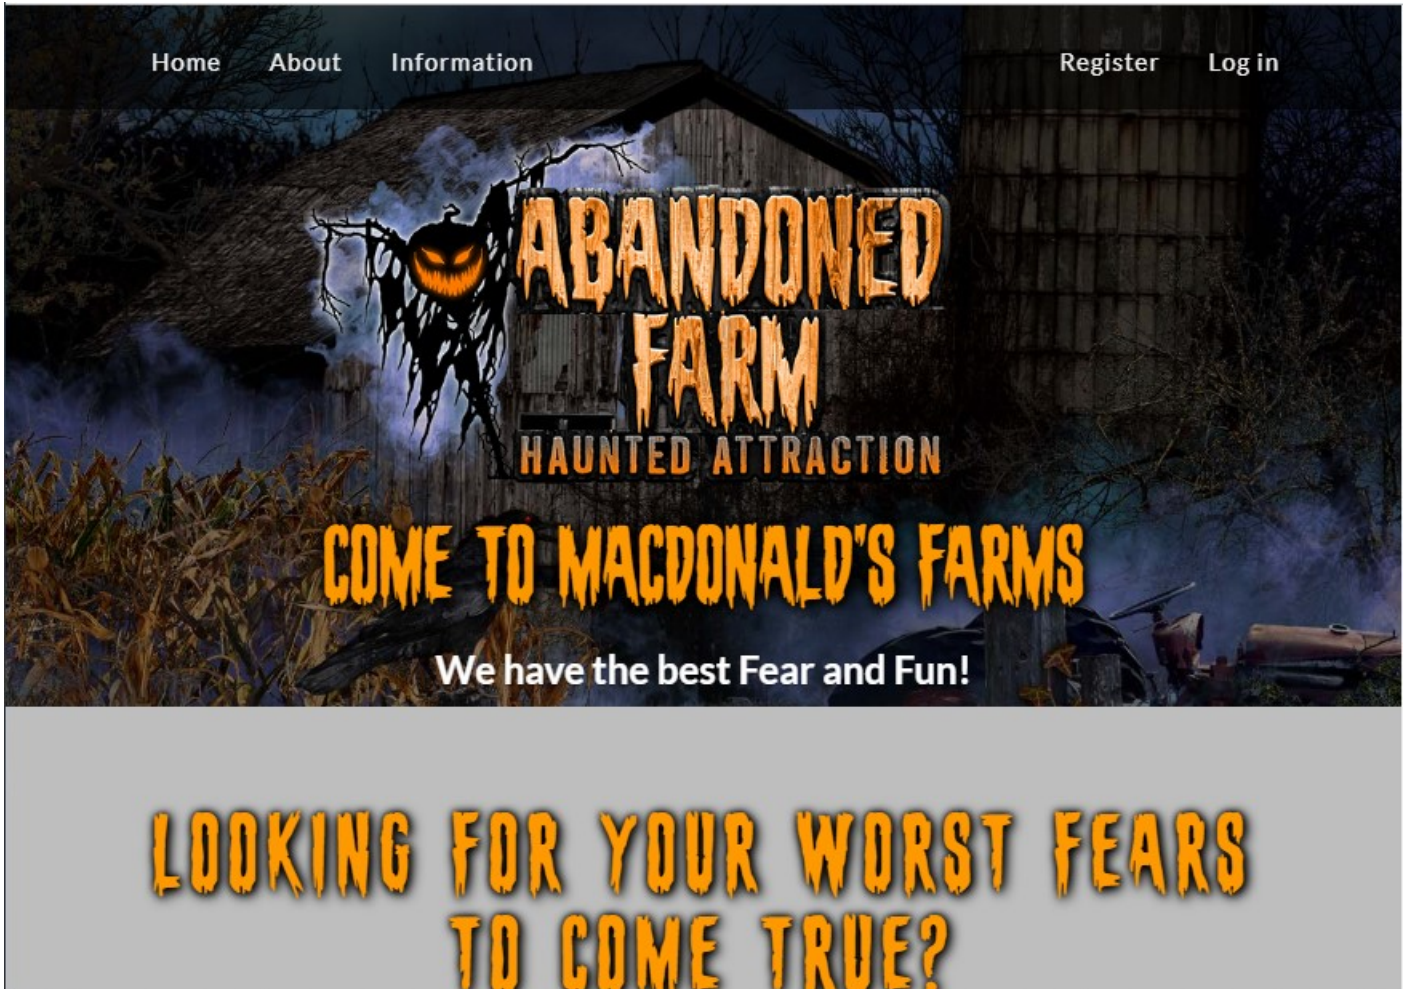 Home About Information Register Log in
ABANDONED
FARM
HAUNTED ATTRACTION
COME TO MACDONALD'S FARMS
We have the best Fear and Fun!
LOOKING FOR YOUR WORST FEARS
TO COME TRUE?